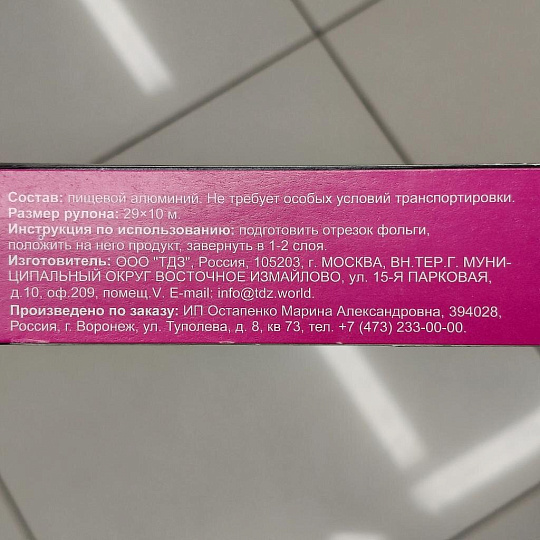 Состав: пищевой алюминий. Не требует особых условий транспортировки.
Размер рулона: 29×10 м.
Инструкция по использованию: подготовить отрезок фольги,
положить на него продукт, завернуть в 1-2 слоя.
Изготовитель: ООО "ТДЗ", Россия, 105203, г. МОСКВА, ВН.ТЕР.Г. МУНИ-
ЦИПАЛЬНЫЙ ОКРУГ ВОСТОЧНОЕ ИЗМАЙЛОВО, ул. 15-Я ПАРКОВАЯ,
д.10, оф.209, помещ.V. E-mail: info@tdz.world.
Произведено по заказу: ИП Остапенко Марина Александровна, 394028,
Россия, г. Воронеж, ул. Туполева, д. 8, кв 73, тел. +7 (473) 233-00-00.